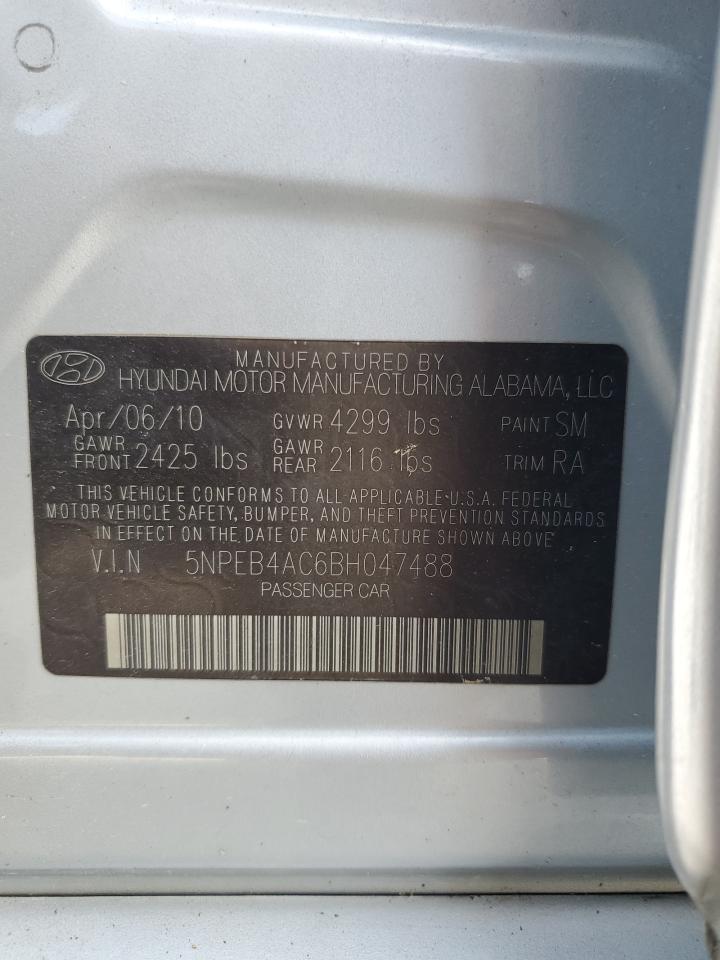 MANUFACTURED BY
HYUNDAI MOTOR MANUFACTURING ALABAMA, LLC
Apr/06/10 GVWR 4299 lbs PAINT SM
GAWR FRONT 2425 lbs GAWR REAR 2116 lbs TRIM RA
THIS VEHICLE CONFORMS TO ALL APPLICABLE U.S.A. FEDERAL
MOTOR VEHICLE SAFETY, BUMPER, AND THEFT PREVENTION STANDARDS
IN EFFECT ON THE DATE OF MANUFACTURE SHOWN ABOVE
V.I.N 5NPEB4AC6BH047488
PASSENGER CAR